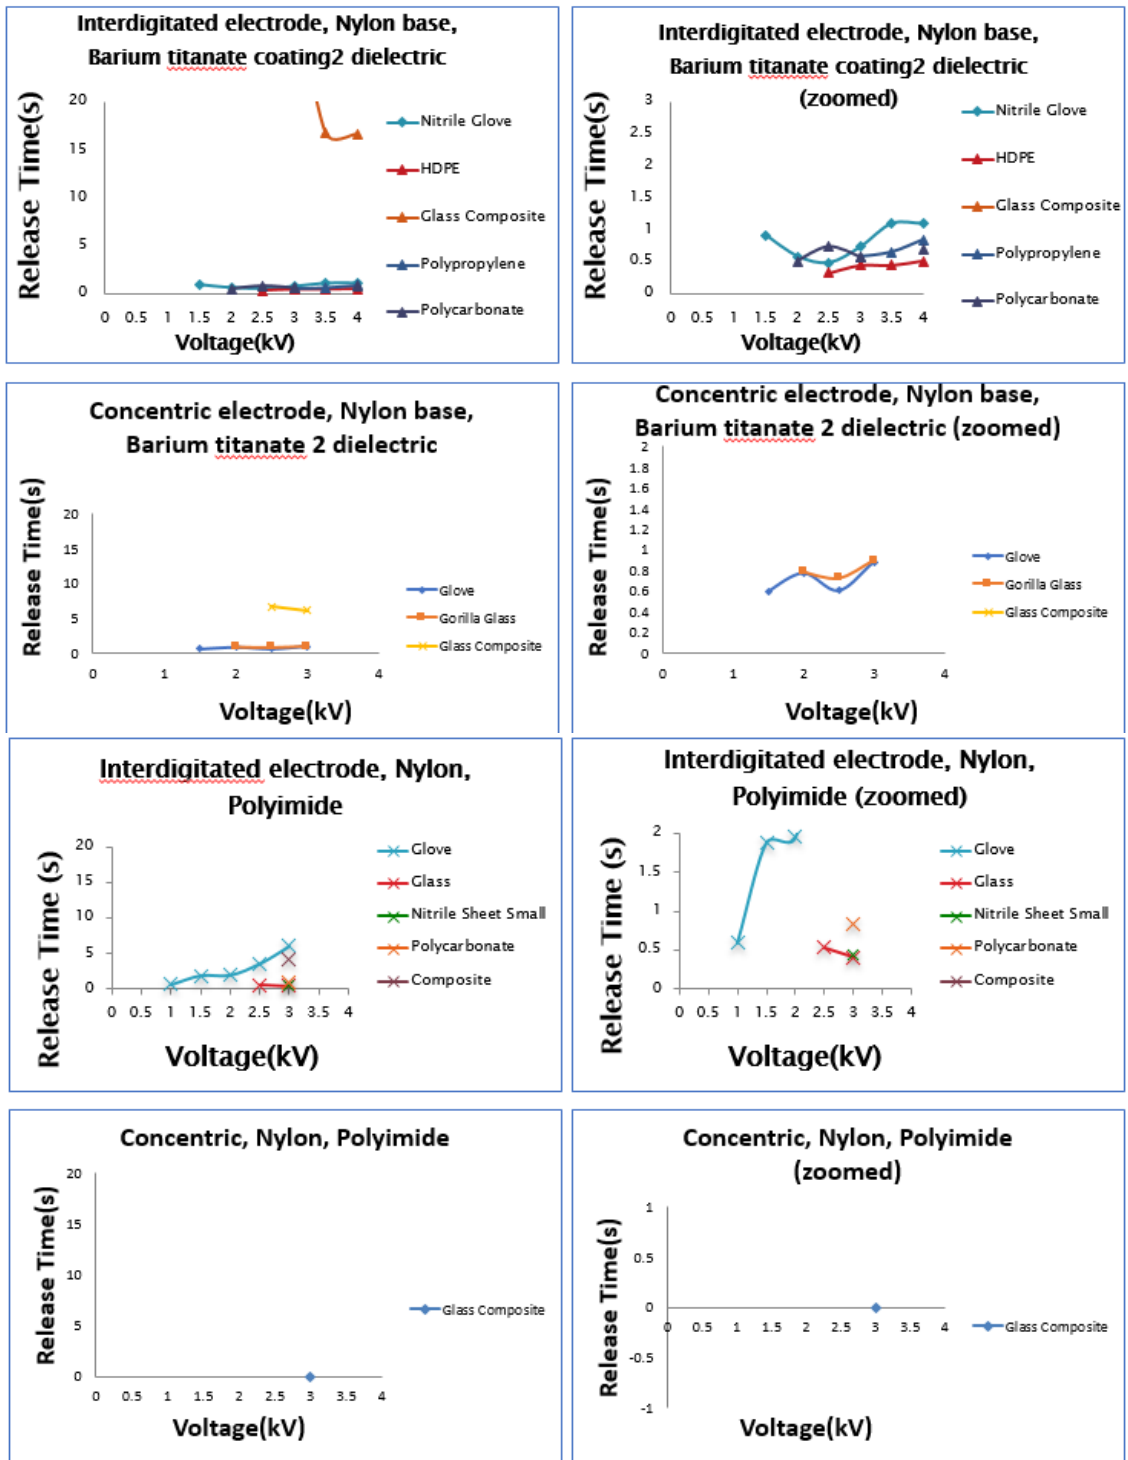 Interdigitated electrode, Nylon base,
Barium titanate coating2 dielectric
Release Time(s)
20
15
10
5
0
0 0.5 1 1.5 2 2.5 3 3.5 4
Voltage(kV)
Nitrile Glove
HDPE
Glass Composite
Polypropylene
Polycarbonate
Interdigitated electrode, Nylon base,
Barium titanate coating2 dielectric
(zoomed)
Release Time(s)
3
2.5
2
1.5
1
0.5
0
0 0.5 1 1.5 2 2.5 3 3.5 4
Voltage(kV)
Nitrile Glove
HDPE
Glass Composite
Polypropylene
Polycarbonate
Concentric electrode, Nylon base,
Barium titanate 2 dielectric
Release Time(s)
20
15
10
5
0
0 1 2 3 4
Voltage(kV)
Glove
Gorilla Glass
Glass Composite
Concentric electrode, Nylon base,
Barium titanate 2 dielectric (zoomed)
Release Time(s)
2
1.8
1.6
1.4
1.2
1
0.8
0.6
0.4
0.2
0
0 1 2 3 4
Voltage(kV)
Glove
Gorilla Glass
Glass Composite
Interdigitated electrode, Nylon,
Polyimide
Release Time (s)
20
15
10
5
0
0 0.5 1 1.5 2 2.5 3 3.5 4
Voltage(kV)
Glove
Glass
Nitrile Sheet Small
Polycarbonate
Composite
Interdigitated electrode, Nylon,
Polyimide (zoomed)
Release Time (s)
2
1.5
1
0.5
0
0 0.5 1 1.5 2 2.5 3 3.5 4
Voltage(kV)
Glove
Glass
Nitrile Sheet Small
Polycarbonate
Composite
Concentric, Nylon, Polyimide
Release Time(s)
20
15
10
5
0
0 0.5 1 1.5 2 2.5 3 3.5 4
Voltage(kV)
Glass Composite
Concentric, Nylon, Polyimide
(zoomed)
Release Time(s)
1
0.5
0
-0.5
-1
0 0.5 1 1.5 2 2.5 3 3.5 4
Voltage(kV)
Glass Composite